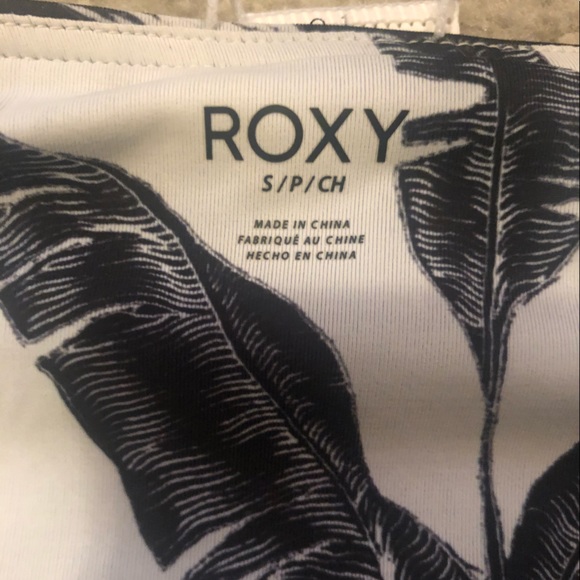 ROXY
S/P/CH
MADE IN CHINA
FABRIQUÉ AU CHINE
HECHO EN CHINA